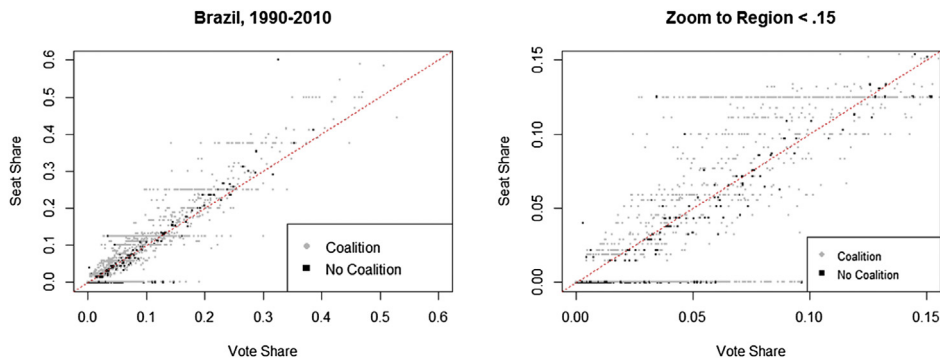 Brazil, 1990-2010
0.6
0.5
0.4
0.3
0.2
0.1
0.0
Seat Share
Coalition
No Coalition
0.0 0.1 0.2 0.3 0.4 0.5 0.6
Vote Share
Zoom to Region < .15
0.15
0.10
0.05
0.00
Seat Share
Coalition
No Coalition
0.00 0.05 0.10 0.15
Vote Share